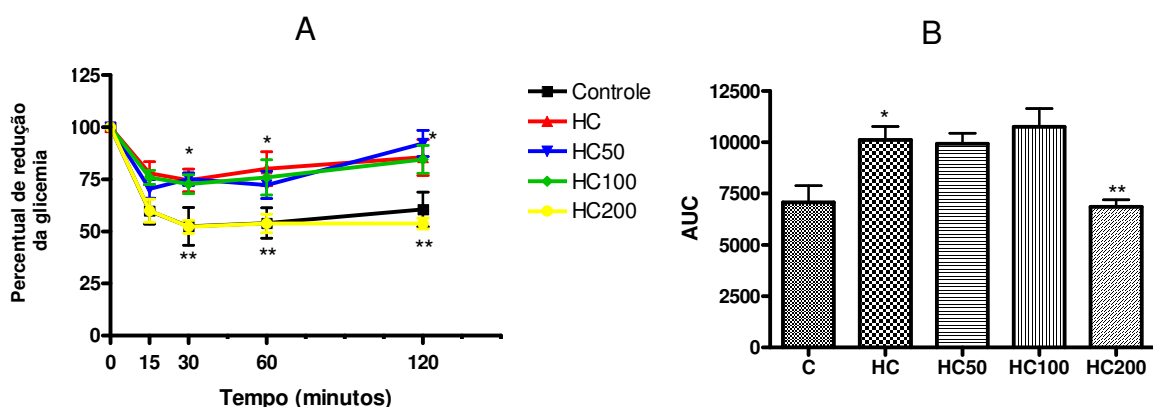 A
Percentual de redução
da glicemia
125
100
75
50
25
0
0 15 30 60 120
Tempo (minutos)
* * *
** ** **
Controle
HC
HC50
HC100
HC200
B
AUC
12500
10000
7500
5000
2500
0
*
**
C HC HC50 HC100 HC200